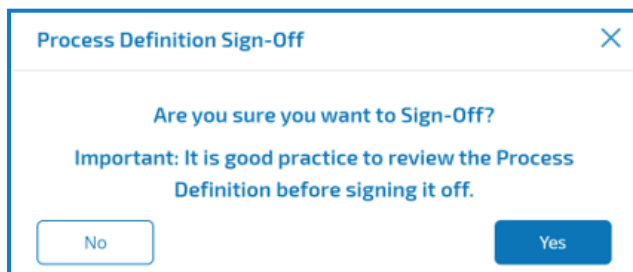 Process Definition Sign-Off
Are you sure you want to Sign-Off?
Important: It is good practice to review the Process
Definition before signing it off.
No
Yes